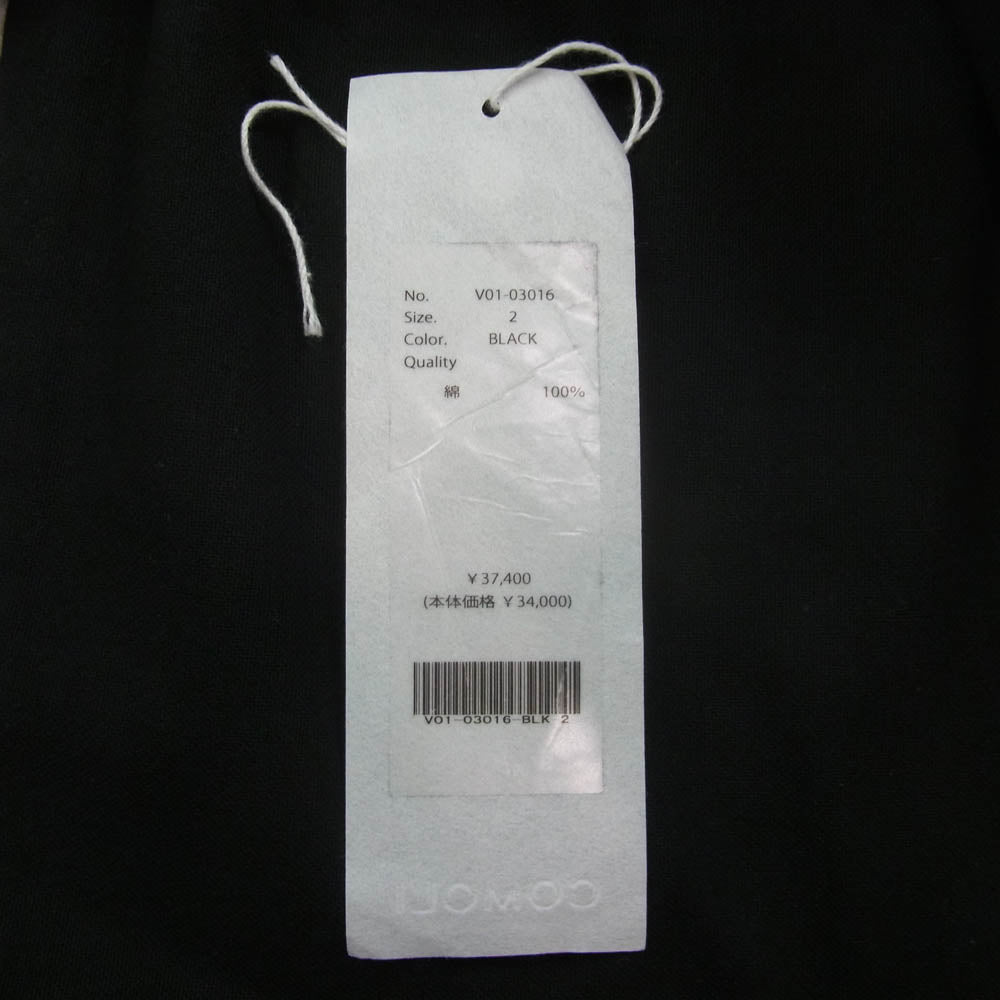 No. V01-03016
Size. 2
Color. BLACK
Quality
綿 100%
¥37,400
(本体価格 ¥34,000)
V01-03016-BLK-2
COMOLI